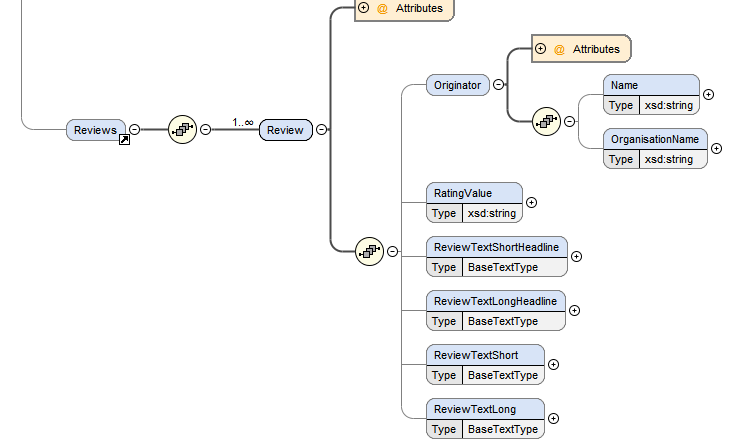 @ Attributes
Originator
@ Attributes
Name
Type xsd:string
OrganisationName
Type xsd:string
Reviews
1..∞
Review
RatingValue
Type xsd:string
ReviewTextShortHeadline
Type BaseTextType
ReviewTextLongHeadline
Type BaseTextType
ReviewTextShort
Type BaseTextType
ReviewTextLong
Type BaseTextType